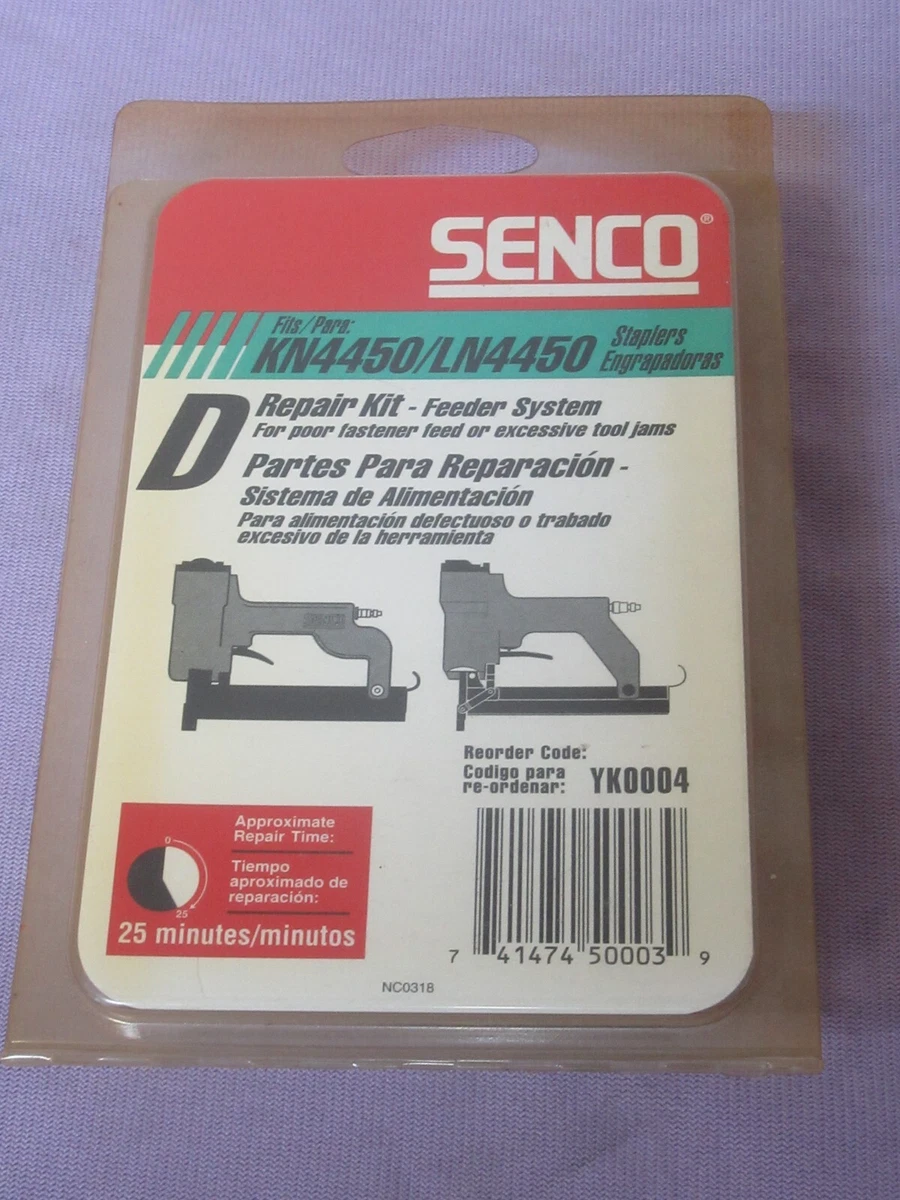 SENCO®
Fits/Para:
KN4450/LN4450
Staplers
Engrapadoras
D
Repair Kit - Feeder System
For poor fastener feed or excessive tool jams
Partes Para Reparación -
Sistema de Alimentación
Para alimentación defectuoso o trabado
excesivo de la herramienta
SENCO
Reorder Code:
Codigo para
re-ordenar:
YK0004
Approximate
Repair Time:
0
25
Tiempo
aproximado de
reparación:
25 minutes/minutos
7 41474 50003 9
NC0318